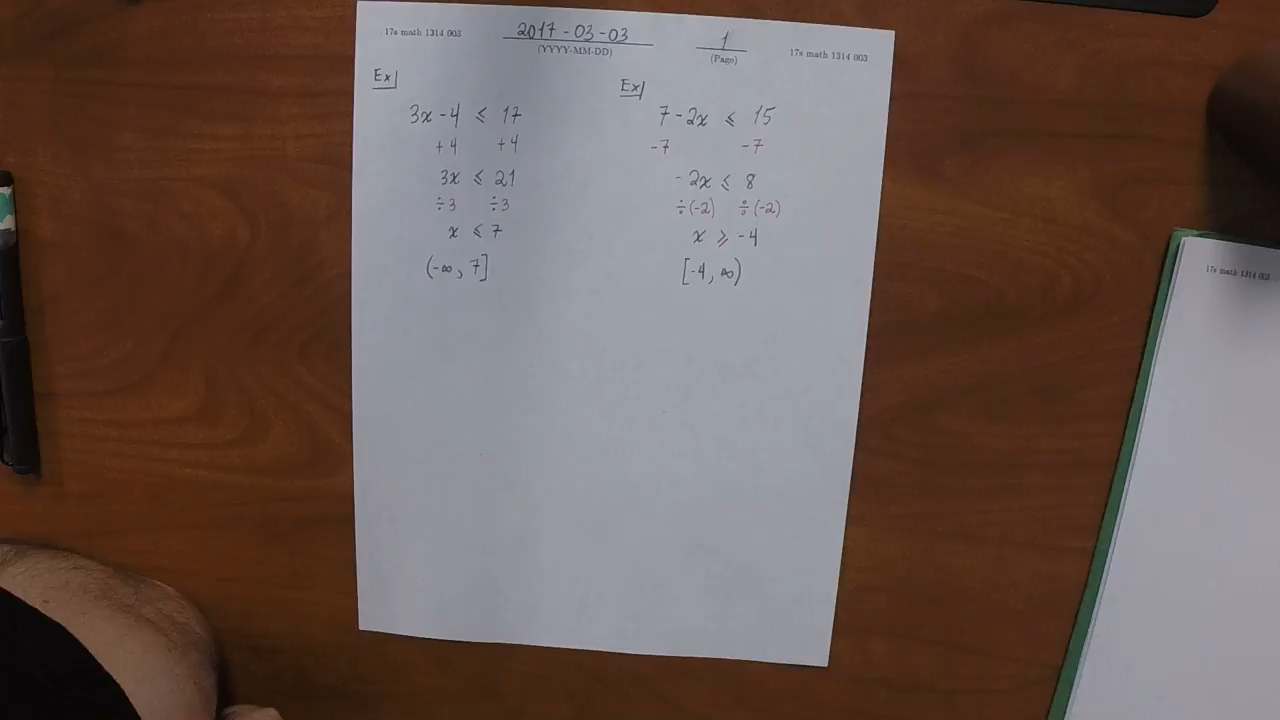 17s math 1314 003 2017-03-03 1 17s math 1314 003
(YYYY-MM-DD) (Page)
Ex1
3x - 4 ≤ 17
+4 +4
3x ≤ 21
÷3 ÷3
x ≤ 7
(-∞, 7]
Ex1
7 - 2x ≤ 15
-7 -7
-2x ≤ 8
÷(-2) ÷(-2)
x ≥ -4
[-4, ∞)
17s math 1314 003